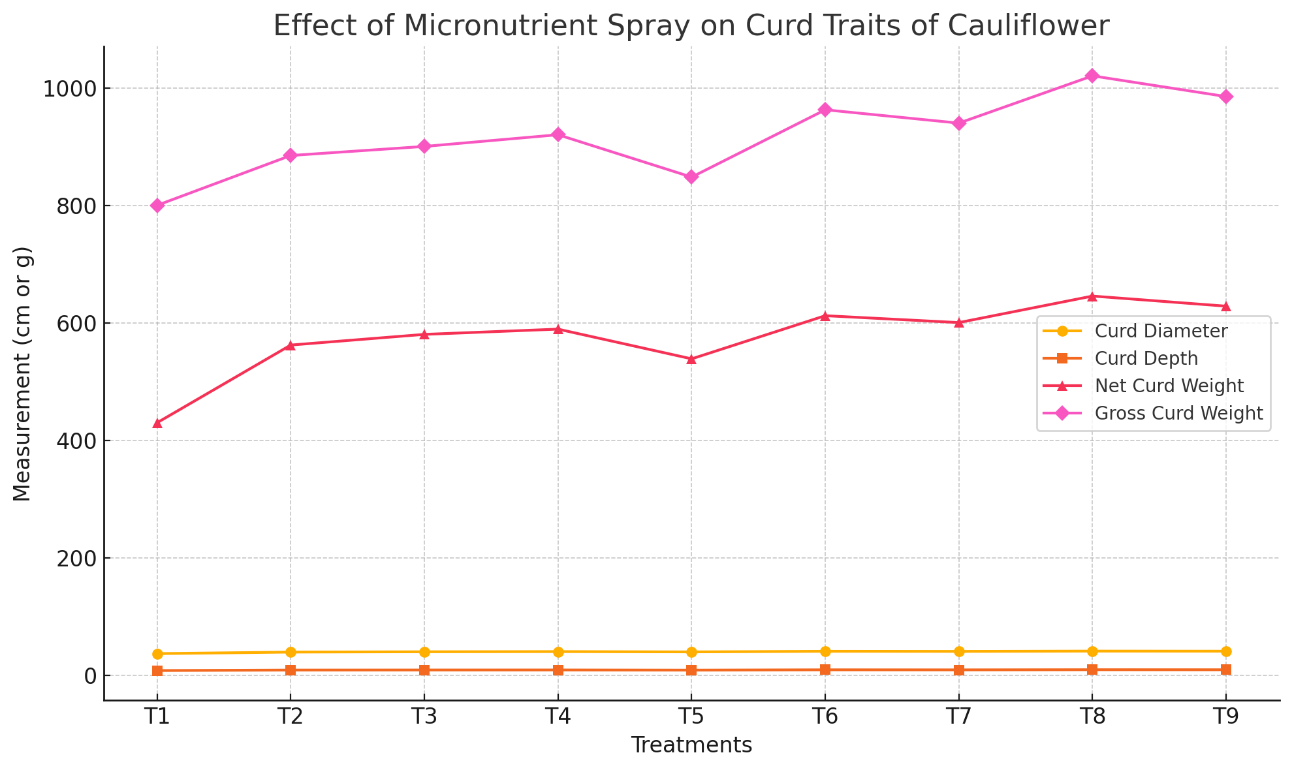 Effect of Micronutrient Spray on Curd Traits of Cauliflower
Measurement (cm or g)
1000
800
600
400
200
0
Curd Diameter
Curd Depth
Net Curd Weight
Gross Curd Weight
T1 T2 T3 T4 T5 T6 T7 T8 T9
Treatments